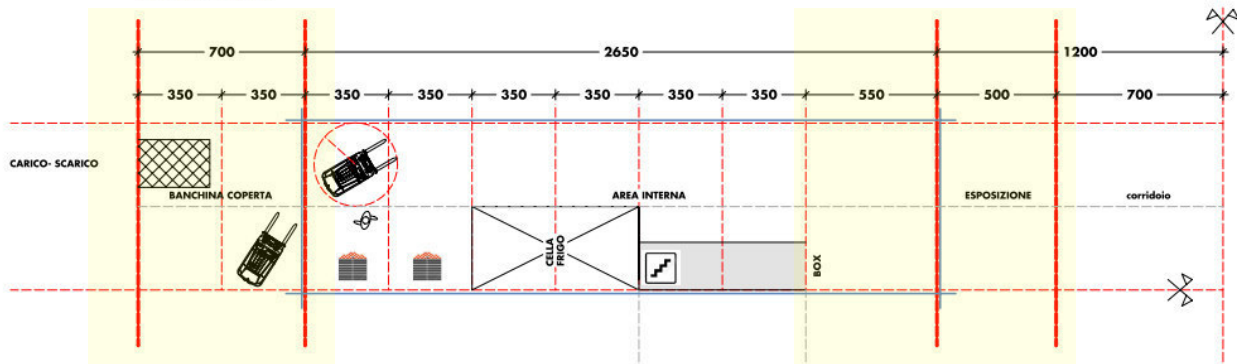 700 2650 1200
350 350 350 350 350 350 350 350 550 500 700
CARICO- SCARICO
BANCHINA COPERTA
AREA INTERNA
ESPOSIZIONE
corridoio
CELLA
FRIGO
BOX